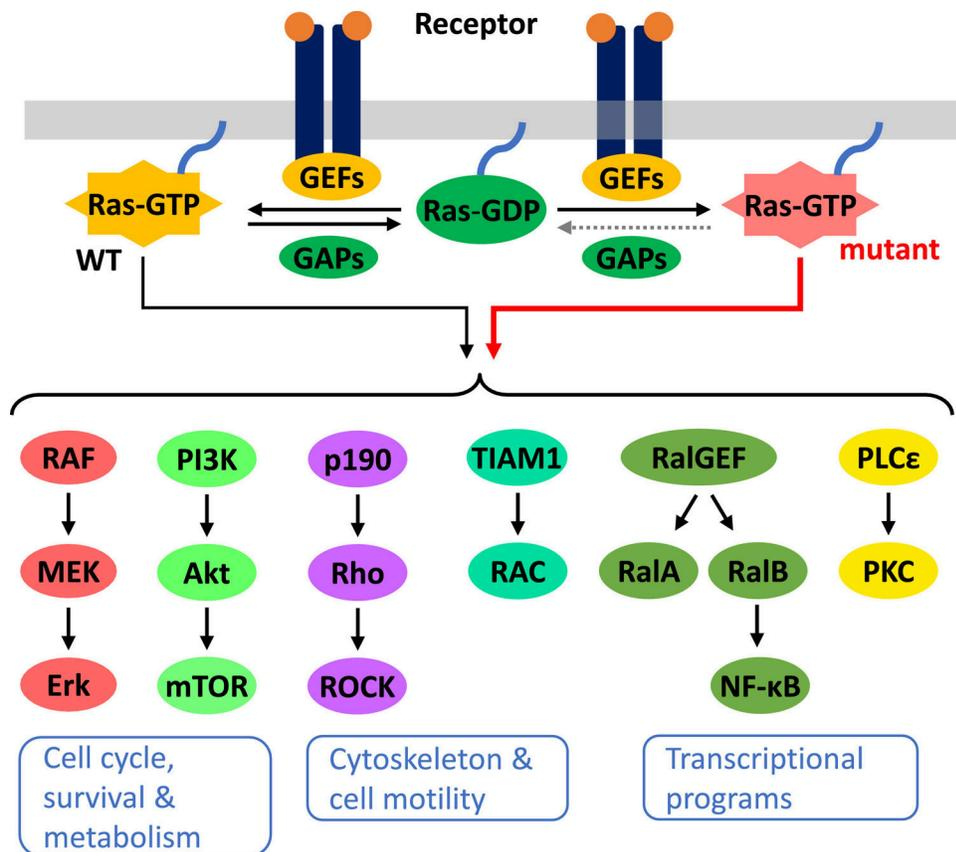 Receptor
GEFs
GEFs
Ras-GTP
Ras-GDP
Ras-GTP
WT
GAPs
GAPs
mutant
RAF
PI3K
p190
TIAM1
RalGEF
PLCε
MEK
Akt
Rho
RAC
RalA
RalB
PKC
Erk
mTOR
ROCK
NF-κB
Cell cycle,
survival &
metabolism
Cytoskeleton &
cell motility
Transcriptional
programs